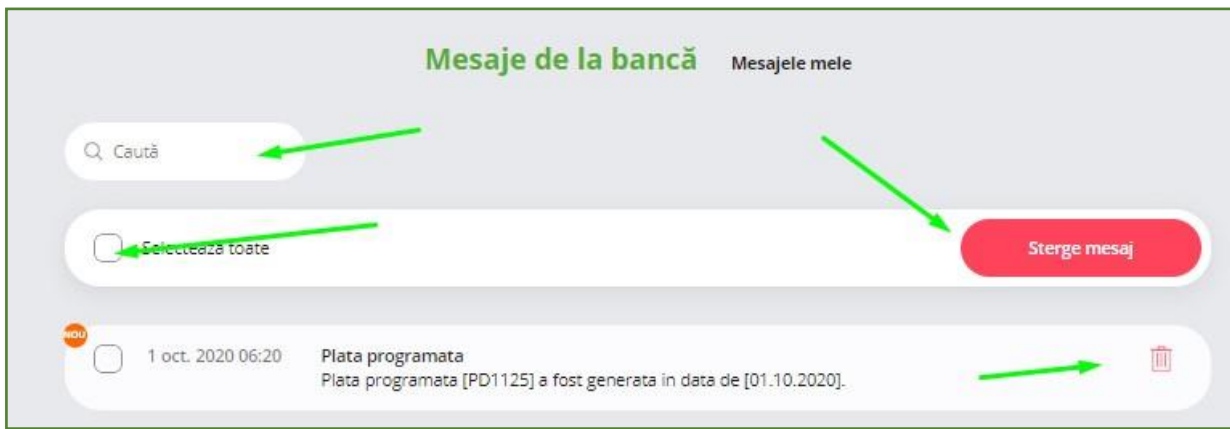 Mesaje de la bancă Mesajele mele
Caută
Selectează toate
Sterge mesaj
NOU
1 oct. 2020 06:20 Plata programata
Plata programata [PD1125] a fost generata in data de [01.10.2020].